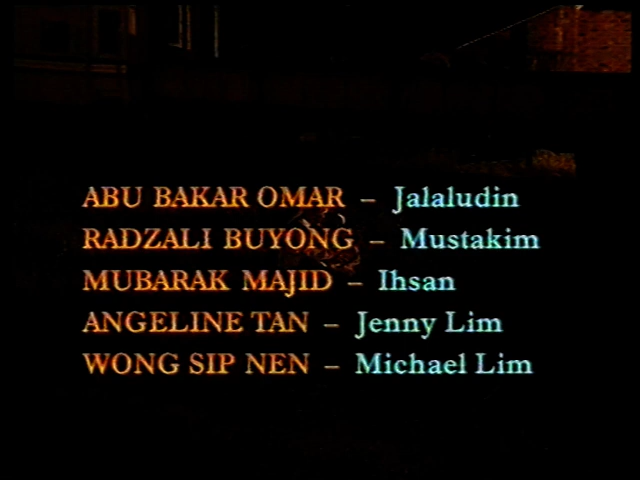 ABU BAKAR OMAR – Jalaludin
RADZALI BUYONG – Mustakim
MUBARAK MAJID – Ihsan
ANGELINE TAN – Jenny Lim
WONG SIP NEN – Michael Lim